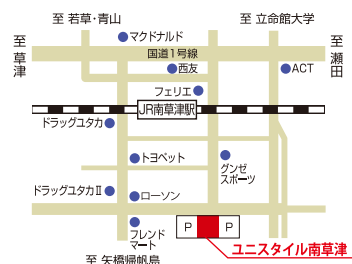 至 若草・青山
至 立命館大学
至草津
マクドナルド
国道1号線
至瀬田
西友
ACT
フェリエ
JR南草津駅
ドラッグユタカ
トヨペット
グンゼ
スポーツ
ドラッグユタカⅡ
ローソン
フレンド
マート
P
P
ユニスタイル南草津
至 矢橋帰帆島